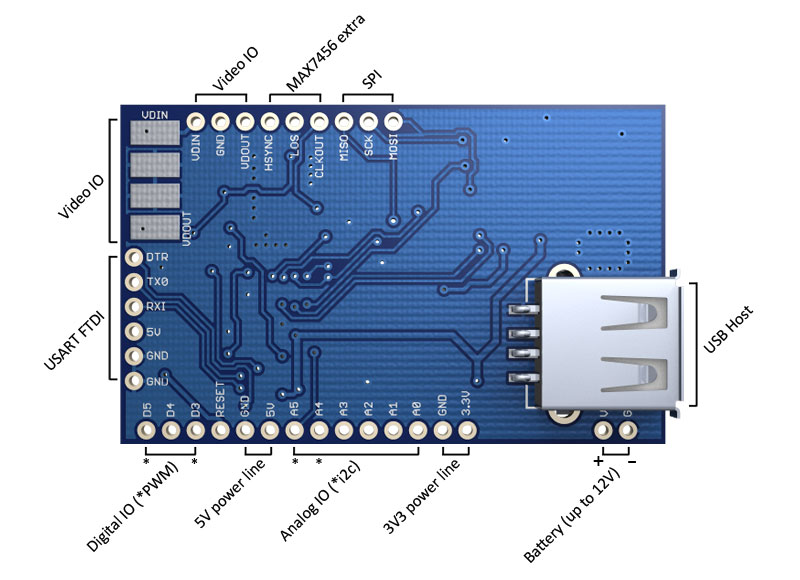 Video IO
MAX7456 extra
SPI
VDIN
VDIN
GND
VDOUT
HSYNC
LOS
CLKOUT
MISO
SCK
MOSI
Video IO
VDOUT
DTR
TX0
RXI
5V
GND
GND
USART FTDI
USB Host
D5
D4
D3
RESET
GND
5V
A5
A4
A3
A2
A1
A0
GND
3.3V
V
G
* * * * + −
Digital IO (*PWM)
5V power line
Analog IO (*i2c)
3V3 power line
Battery (up to 12V)